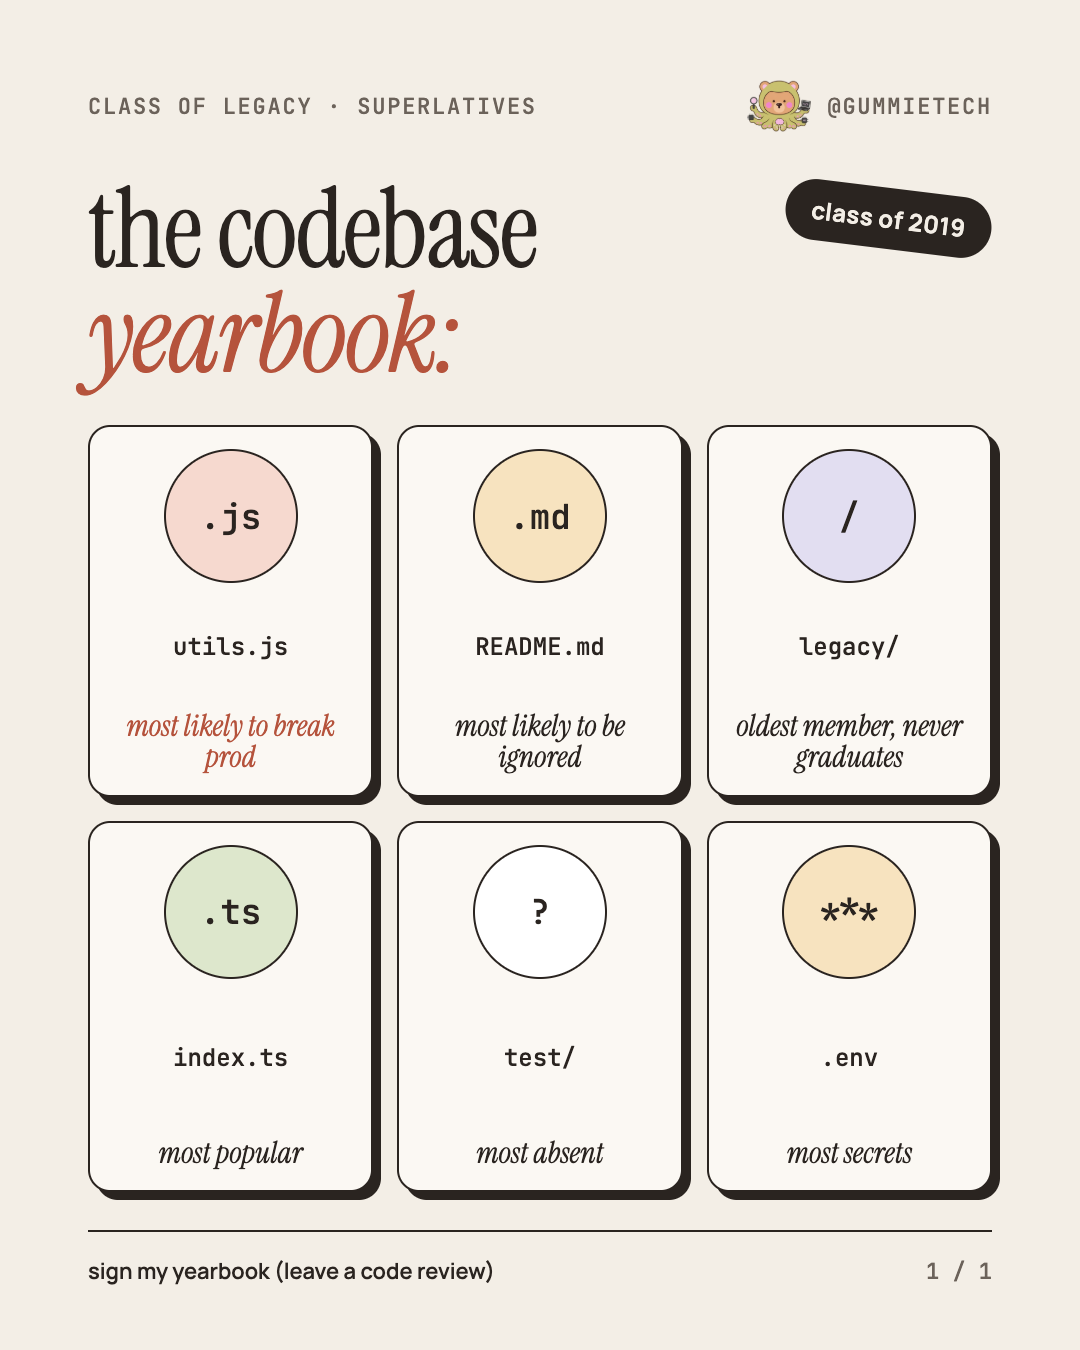 CLASS OF LEGACY · SUPERLATIVES
@GUMMIETECH
the codebase
yearbook:
class of 2019
.js
utils.js
most likely to break
prod
.md
README.md
most likely to be
ignored
/
legacy/
oldest member, never
graduates
.ts
index.ts
most popular
?
test/
most absent
***
.env
most secrets
sign my yearbook (leave a code review)
1 / 1